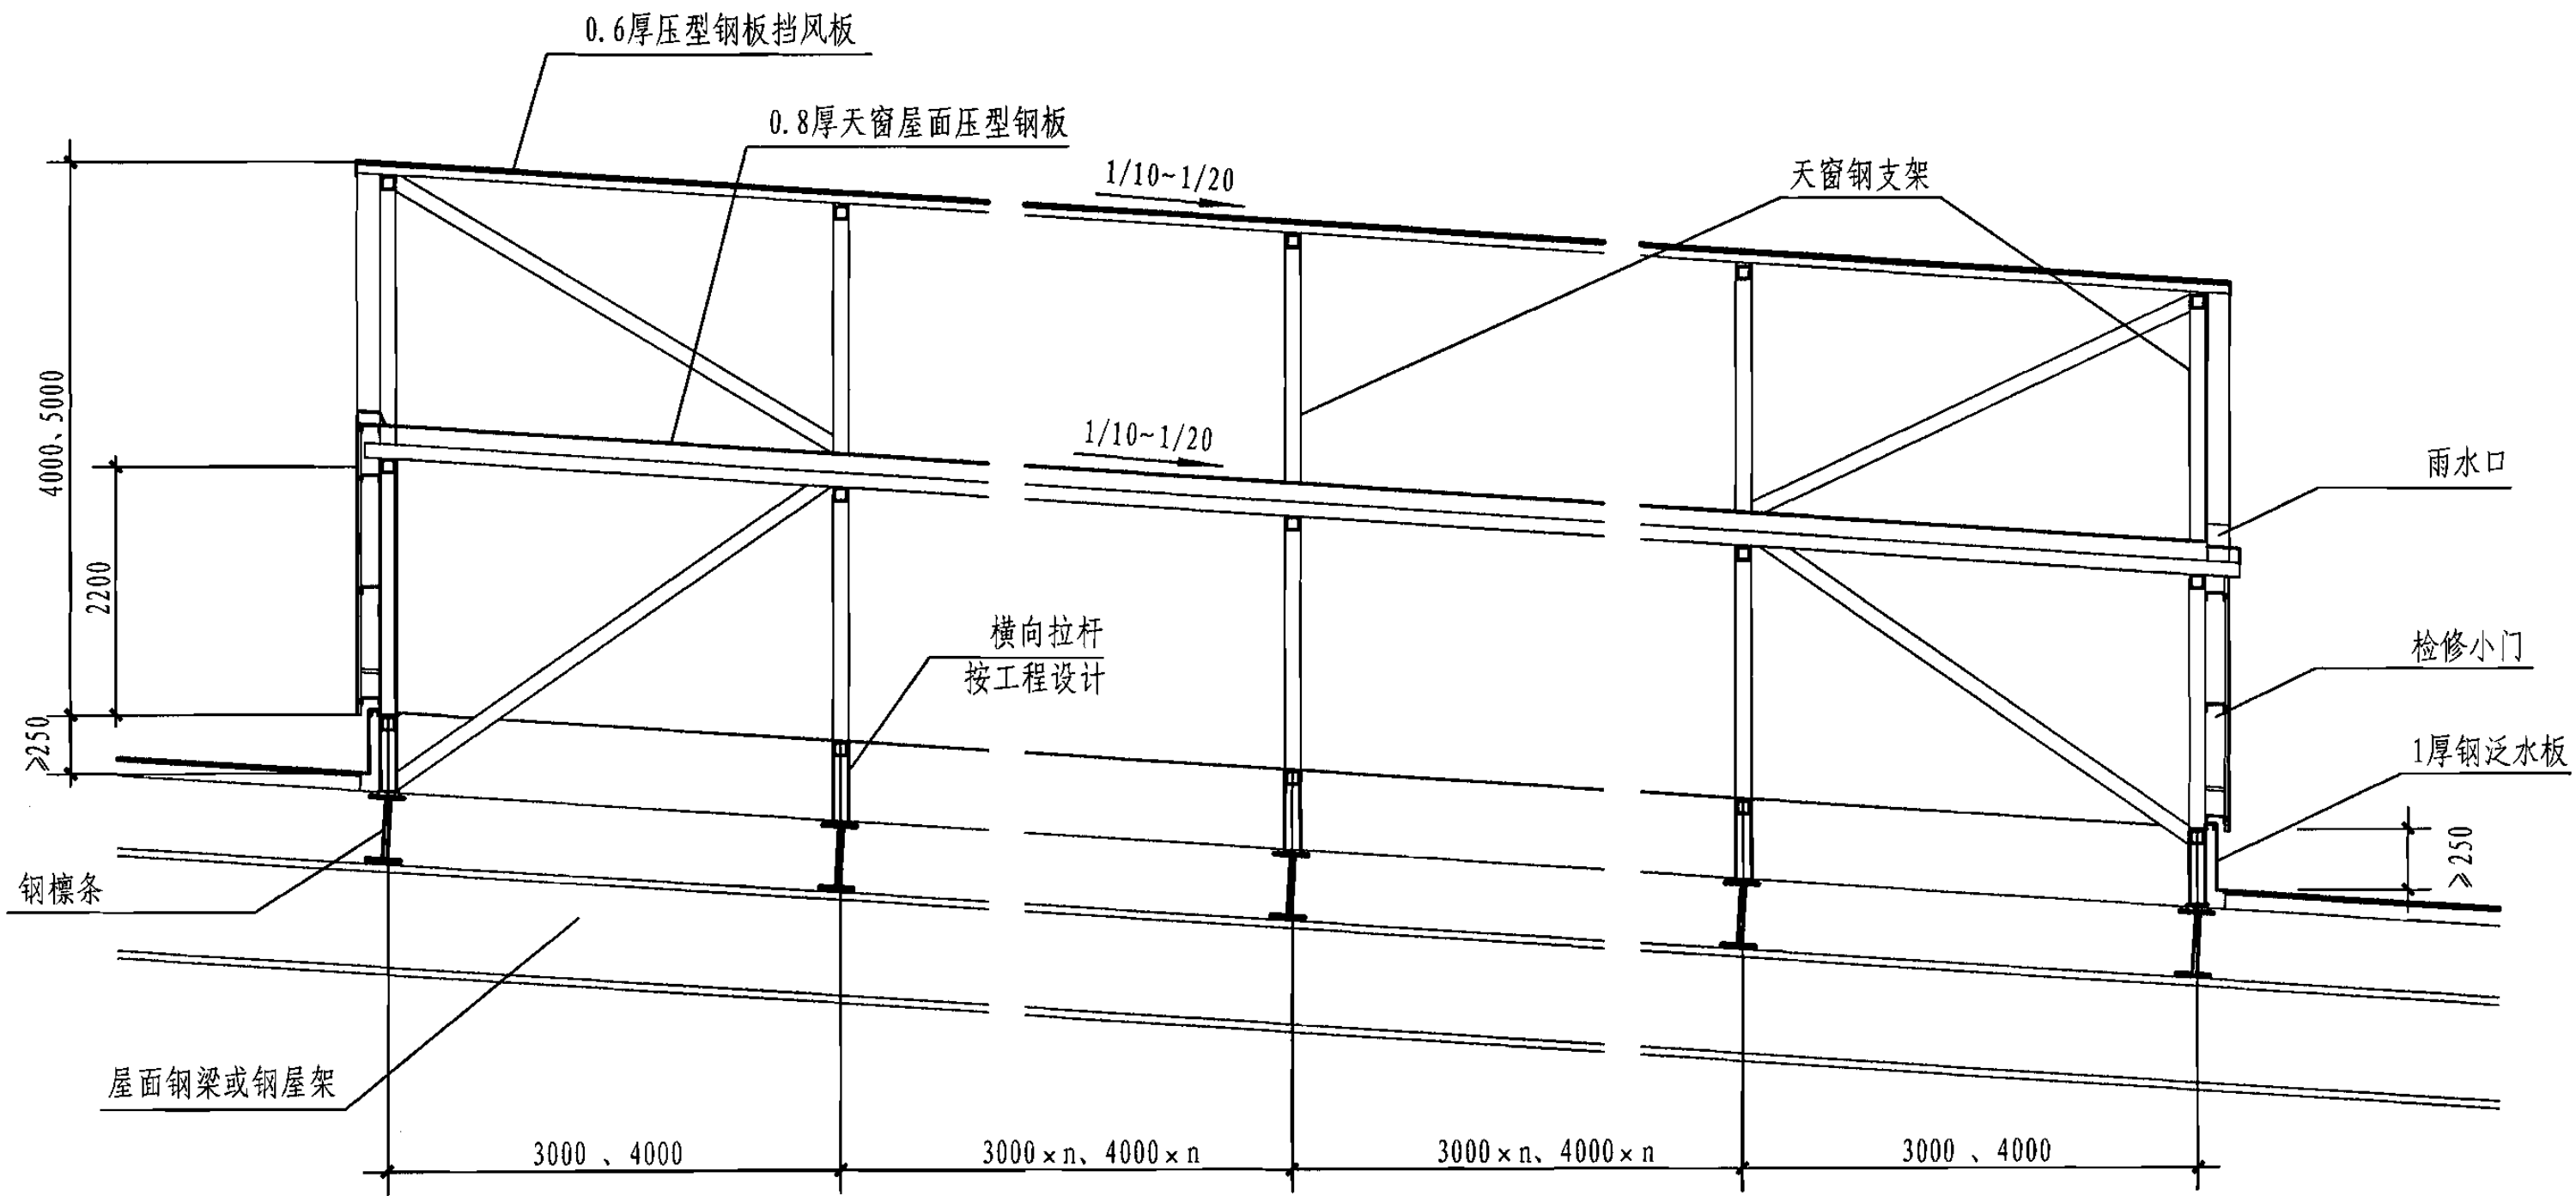 0.6厚压型钢板挡风板
0.8厚天窗屋面压型钢板
1/10~1/20
天窗钢支架
4000、5000
1/10~1/20
雨水口
2200
横向拉杆
按工程设计
检修小门
≥250
1厚钢泛水板
≥250
钢檩条
屋面钢梁或钢屋架
3000 、4000
3000×n、4000×n
3000×n、4000×n
3000 、4000